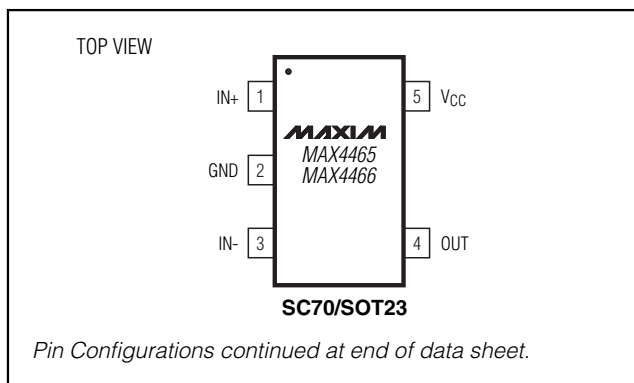 TOP VIEW
IN+ 1
5 VCC
MAXIM
MAX4465
MAX4466
GND 2
IN- 3
4 OUT
SC70/SOT23
Pin Configurations continued at end of data sheet.